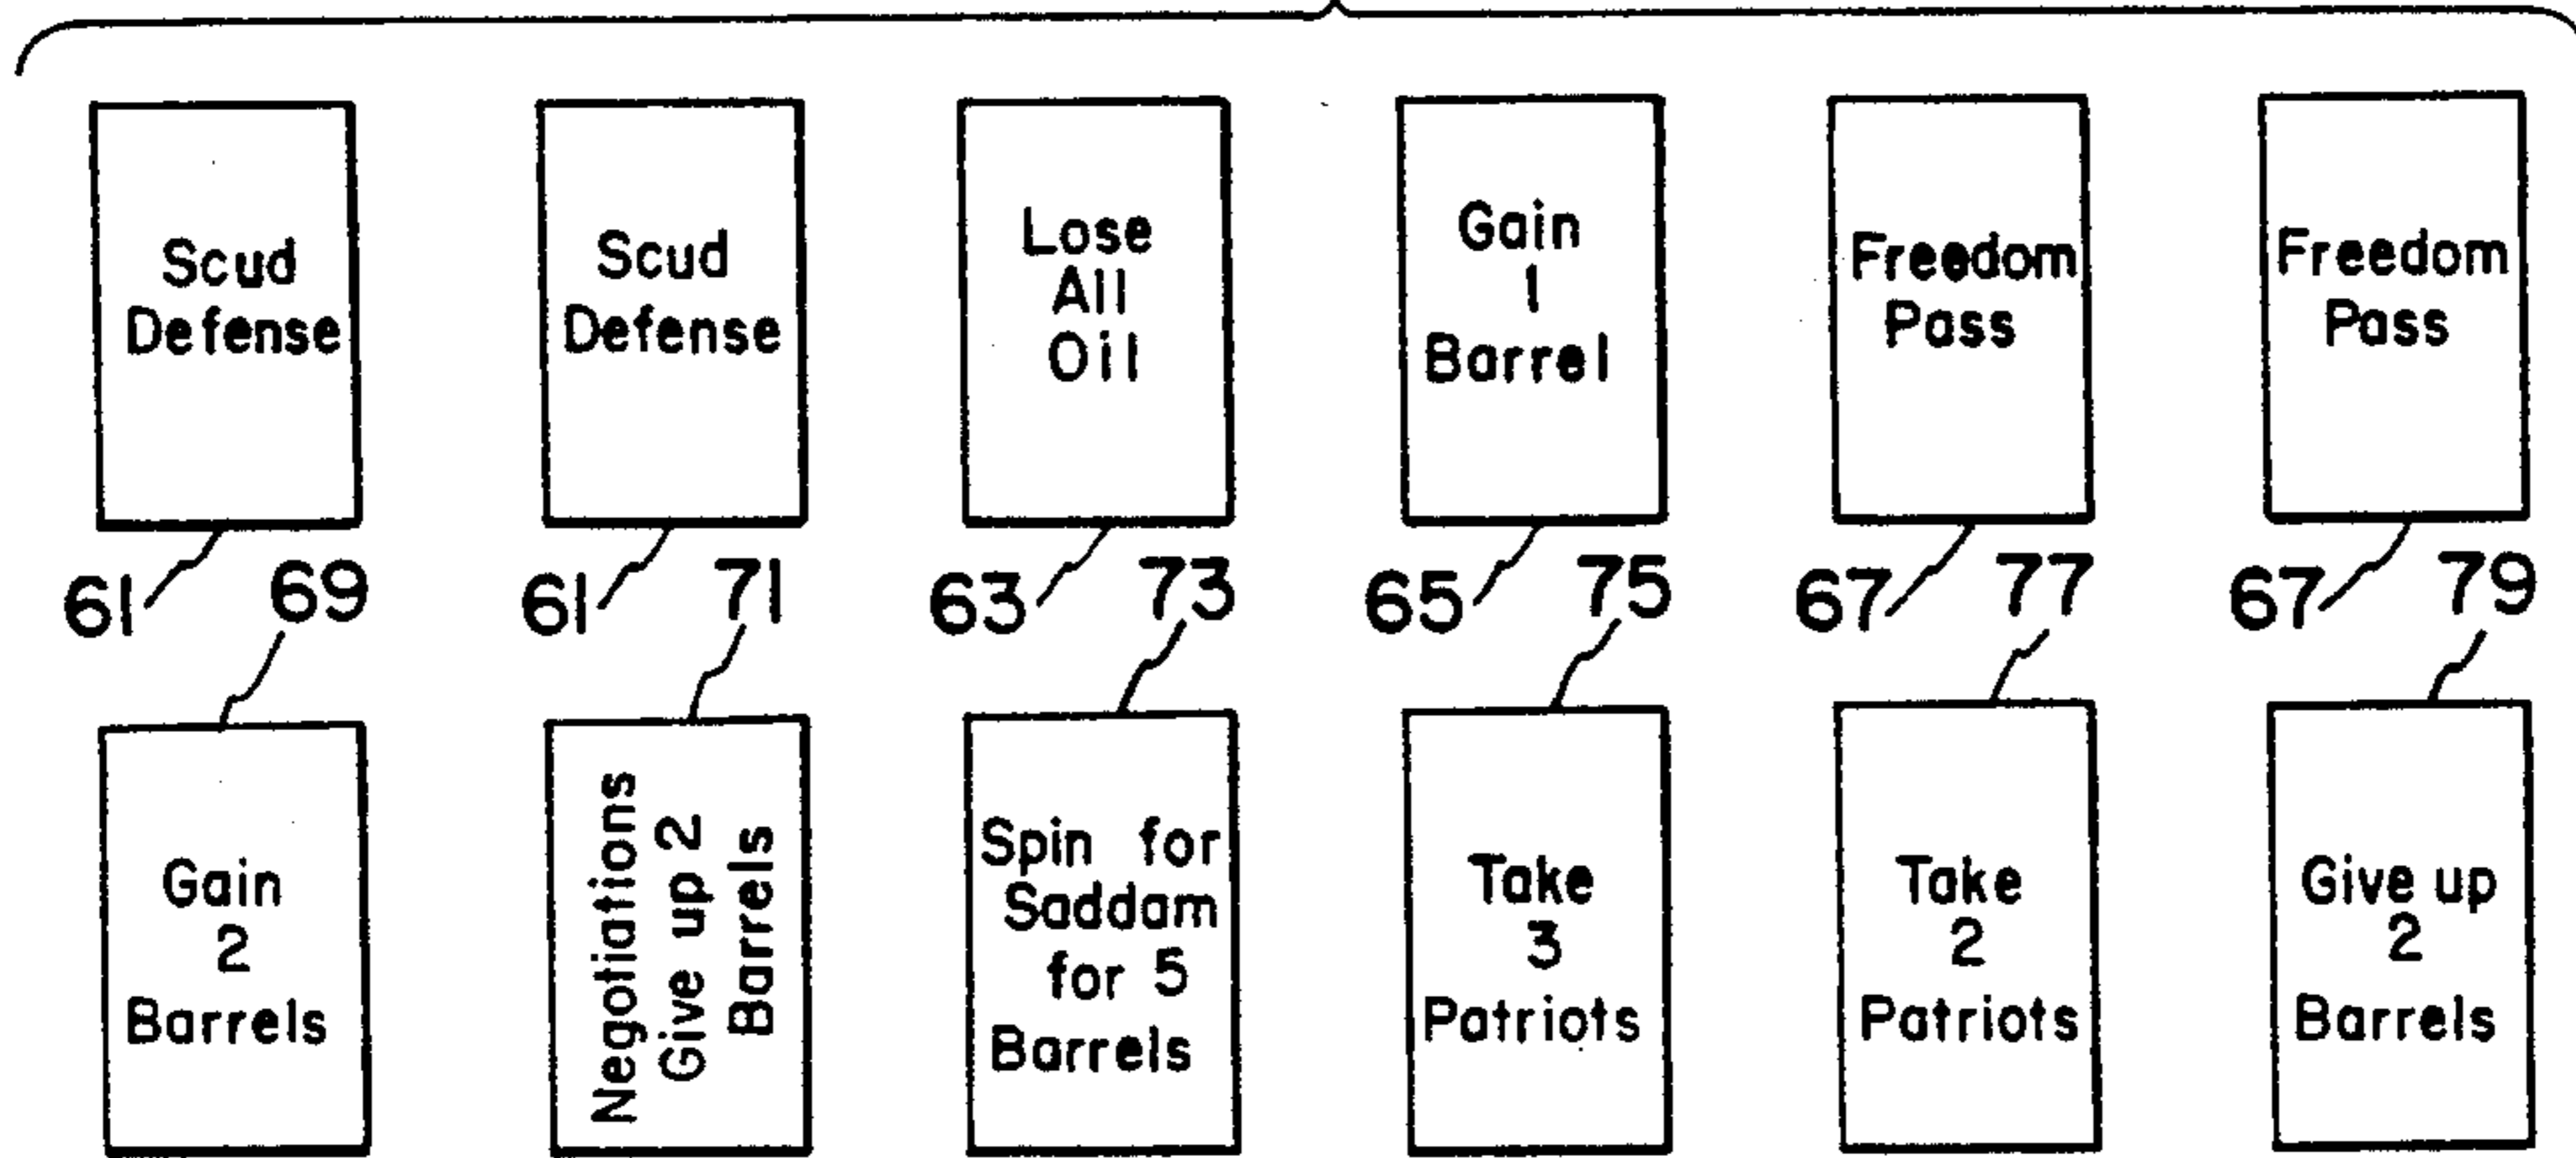 Scud
Defense
Scud
Defense
Lose
All
Oil
Gain
1
Barrel
Freedom
Pass
Freedom
Pass
61
69
61
71
63
73
65
75
67
77
67
79
Gain
2
Barrels
Negotiations
Give up 2
Barrels
Spin for
Saddam
for 5
Barrels
Take
3
Patriots
Take
2
Patriots
Give up
2
Barrels